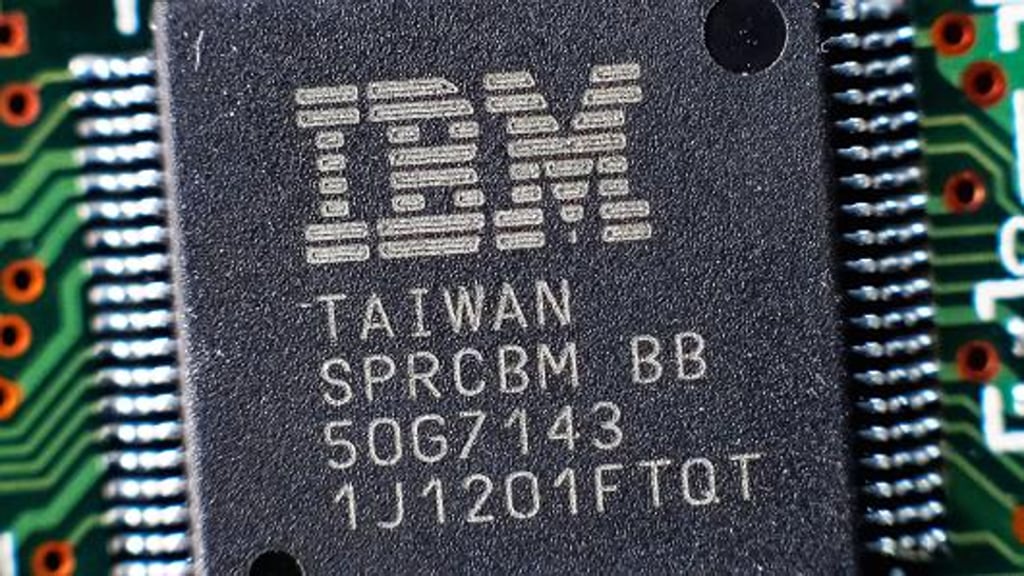 IBM
TAIWAN
SPRCBM BB
50G7143
1J1201FTQT